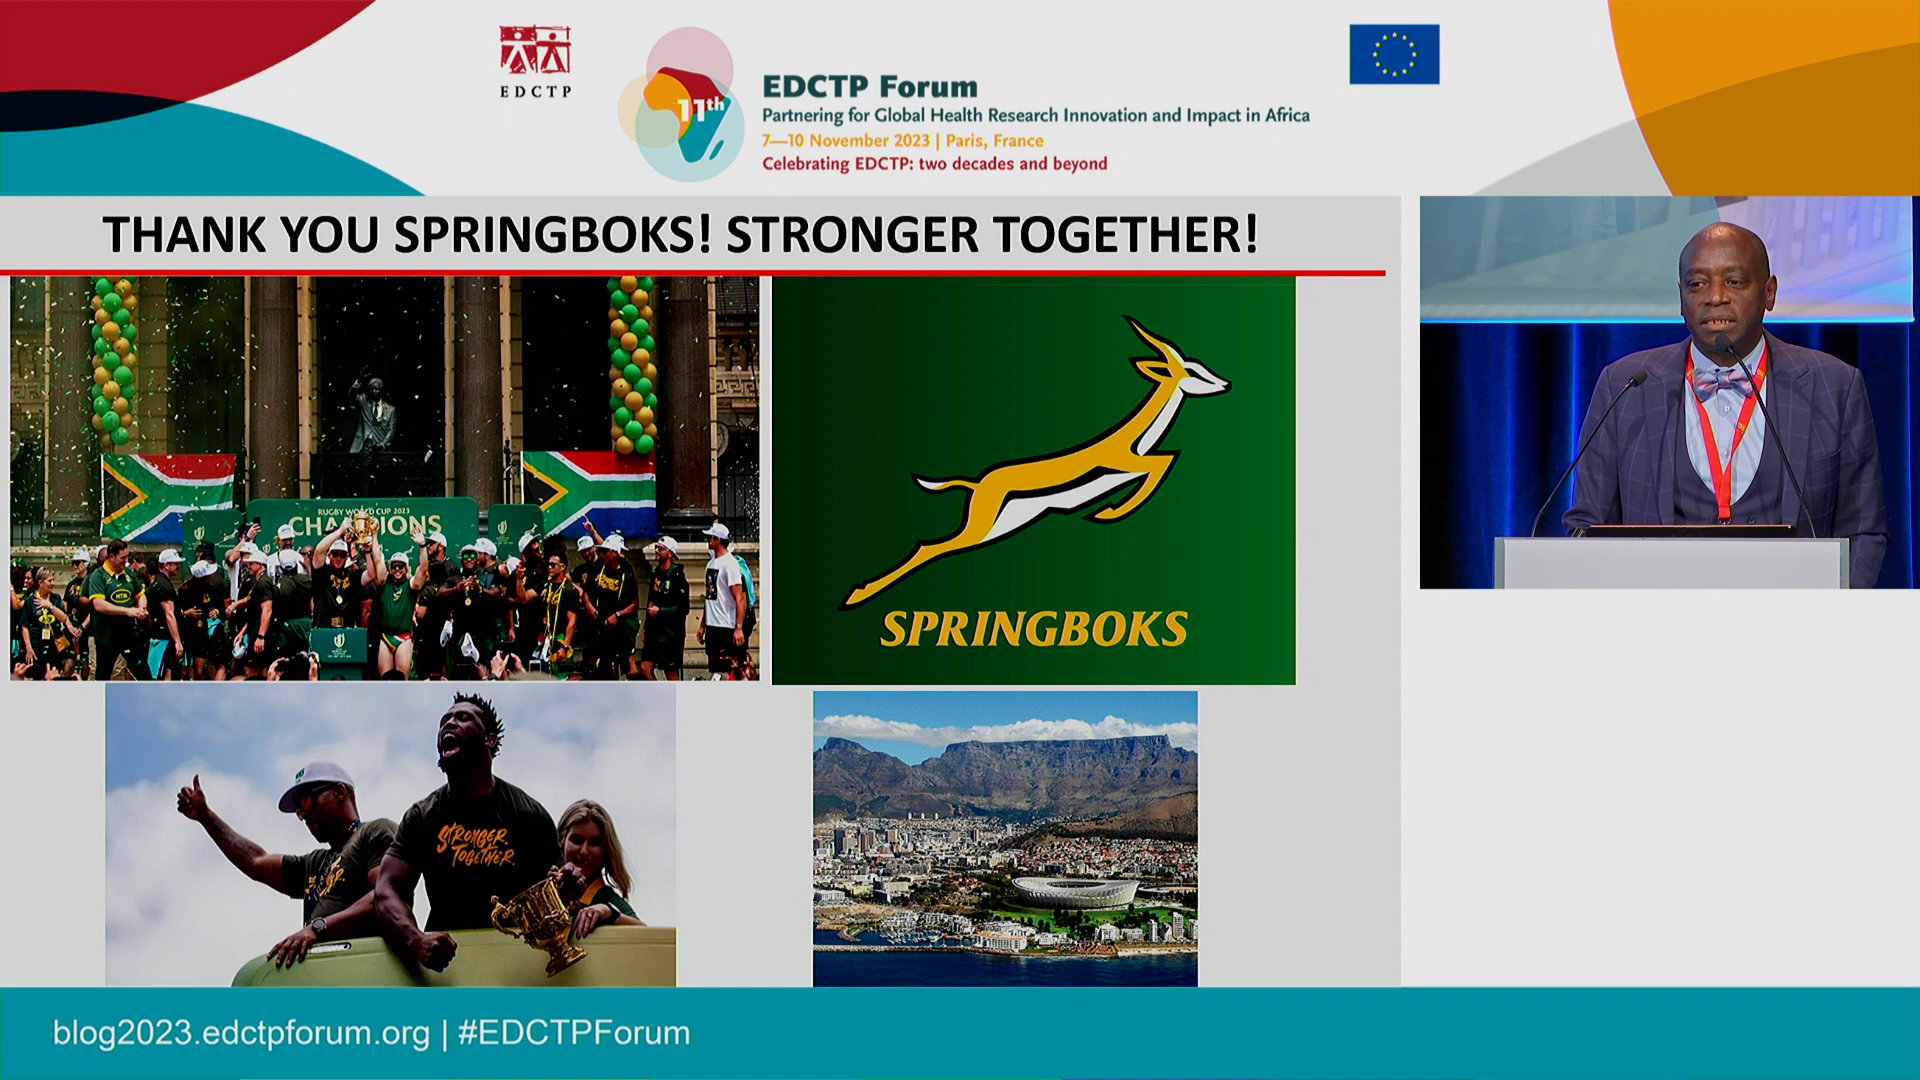 EDCTP
11th
EDCTP Forum
Partnering for Global Health Research Innovation and Impact in Africa
7—10 November 2023 | Paris, France
Celebrating EDCTP: two decades and beyond
THANK YOU SPRINGBOKS! STRONGER TOGETHER!
RUGBY WORLD CUP 2023
CHAMPIONS
SPRINGBOKS
STRONGER
TOGETHER.
blog2023.edctpforum.org | #EDCTPForum